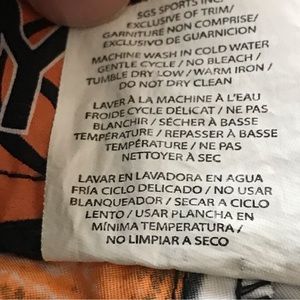 SGS SPORTS INC.
EXCLUSIVE OF TRIM/
GARNITURE NON COMPRISE/
EXCLUSIVO DE GUARNICION
MACHINE WASH IN COLD WATER
GENTLE CYCLE / NO BLEACH /
TUMBLE DRY LOW / WARM IRON /
DO NOT DRY CLEAN
LAVER À LA MACHINE À L'EAU
FROIDE CYCLE DÉLICAT / NE PAS
BLANCHIR / SÉCHER À BASSE
TEMPÉRATURE / REPASSER À BASSE
TEMPÉRATURE / NE PAS
NETTOYER À SEC
LAVAR EN LAVADORA EN AGUA
FRÍA CICLO DELICADO / NO USAR
BLANQUEADOR / SECAR A CICLO
LENTO / USAR PLANCHA EN
MÍNIMA TEMPERATURA /
NO LIMPIAR A SECO